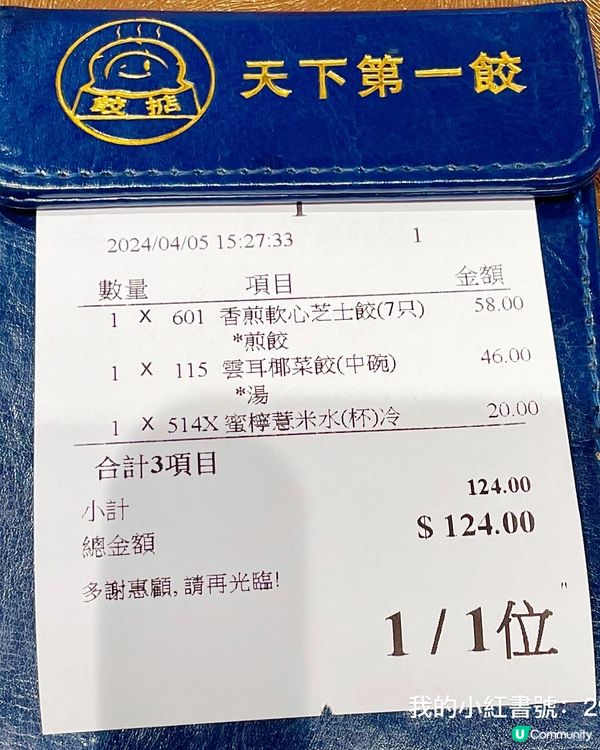 餃掂
天下第一餃
1
2024/04/05 15:27:33 1
數量 項目 金額
1 X 601 香煎軟心芝士餃(7只) 58.00
*煎餃
1 X 115 雲耳椰菜餃(中碗) 46.00
*湯
1 X 514X 蜜檸薏米水(杯)冷 20.00
合計3項目
小計 124.00
總金額 $ 124.00
多謝惠顧,請再光臨!
1 / 1位
我的小紅書號: 2
U Community